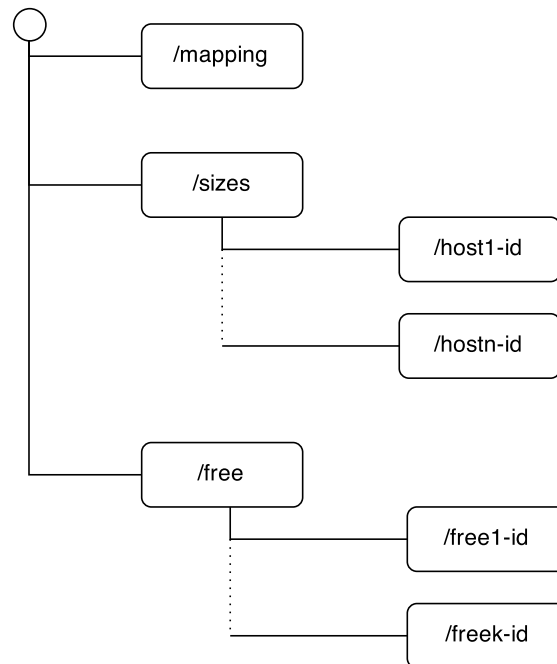 /mapping
/sizes
/host1-id
/hostn-id
/free
/free1-id
/freek-id